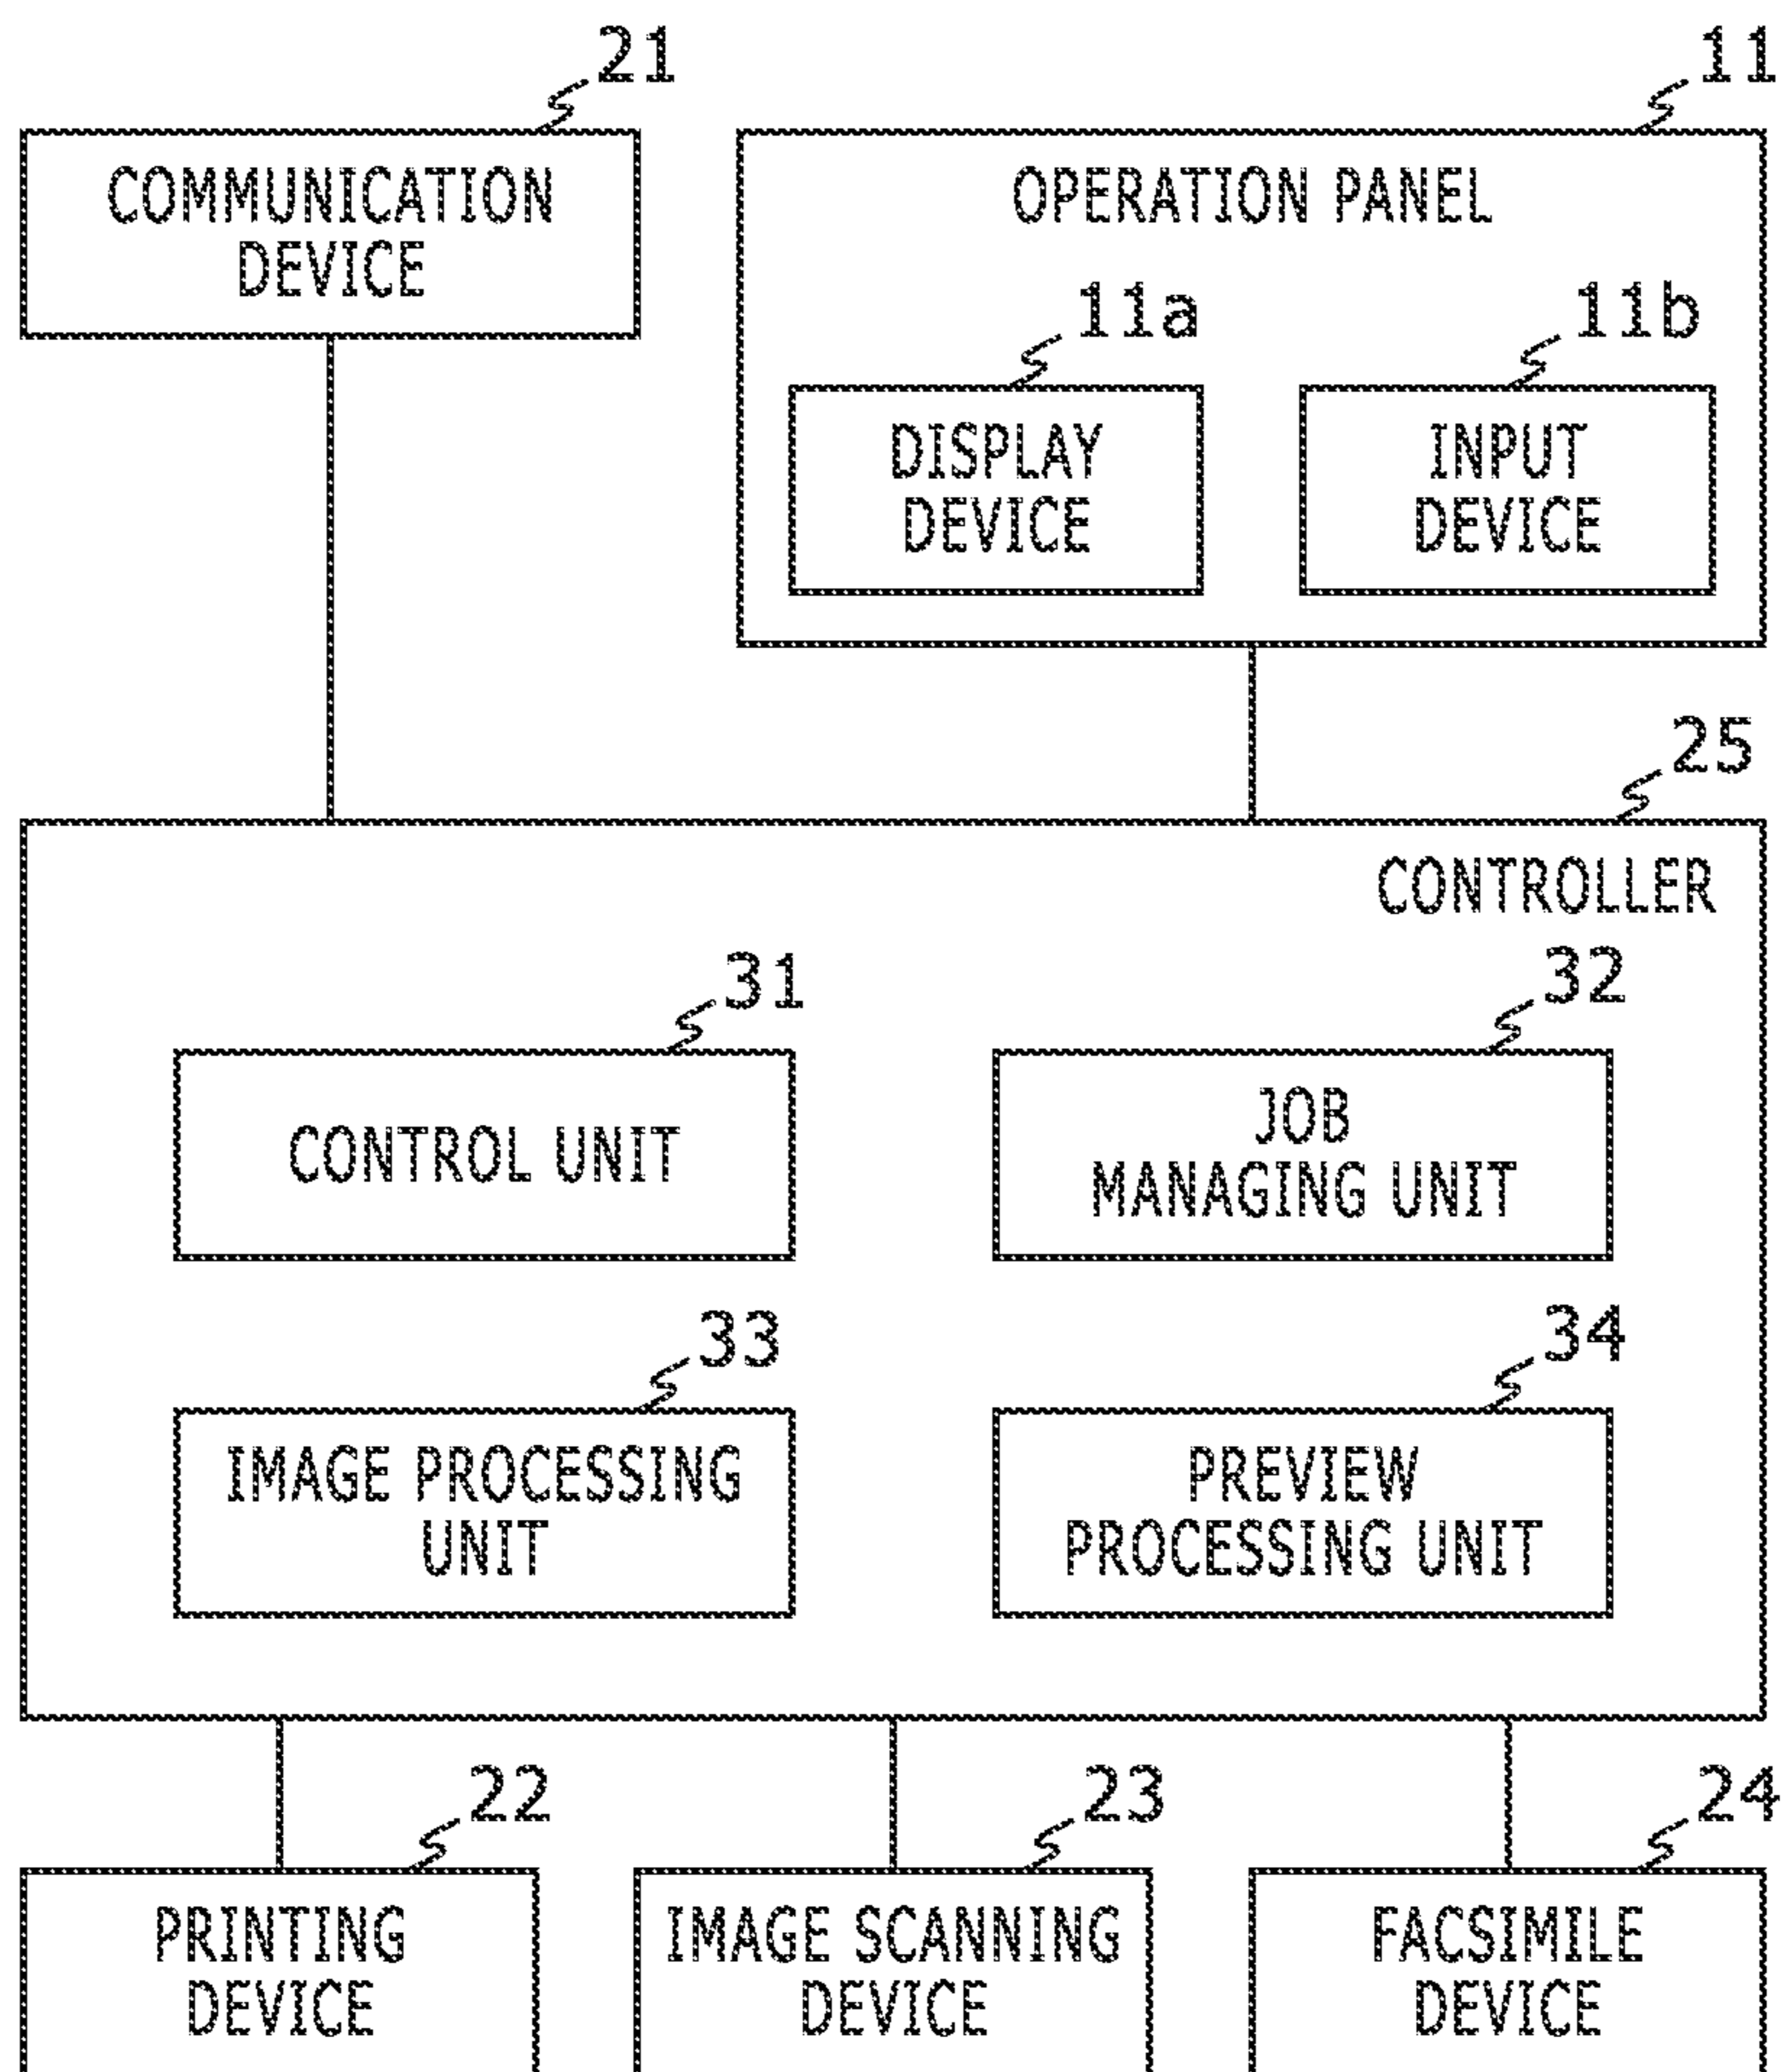 21
11
COMMUNICATION
DEVICE
OPERATION PANEL
11a
11b
DISPLAY
DEVICE
INPUT
DEVICE
25
CONTROLLER
31
32
CONTROL UNIT
JOB
MANAGING UNIT
33
34
IMAGE PROCESSING
UNIT
PREVIEW
PROCESSING UNIT
22
23
24
PRINTING
DEVICE
IMAGE SCANNING
DEVICE
FACSIMILE
DEVICE